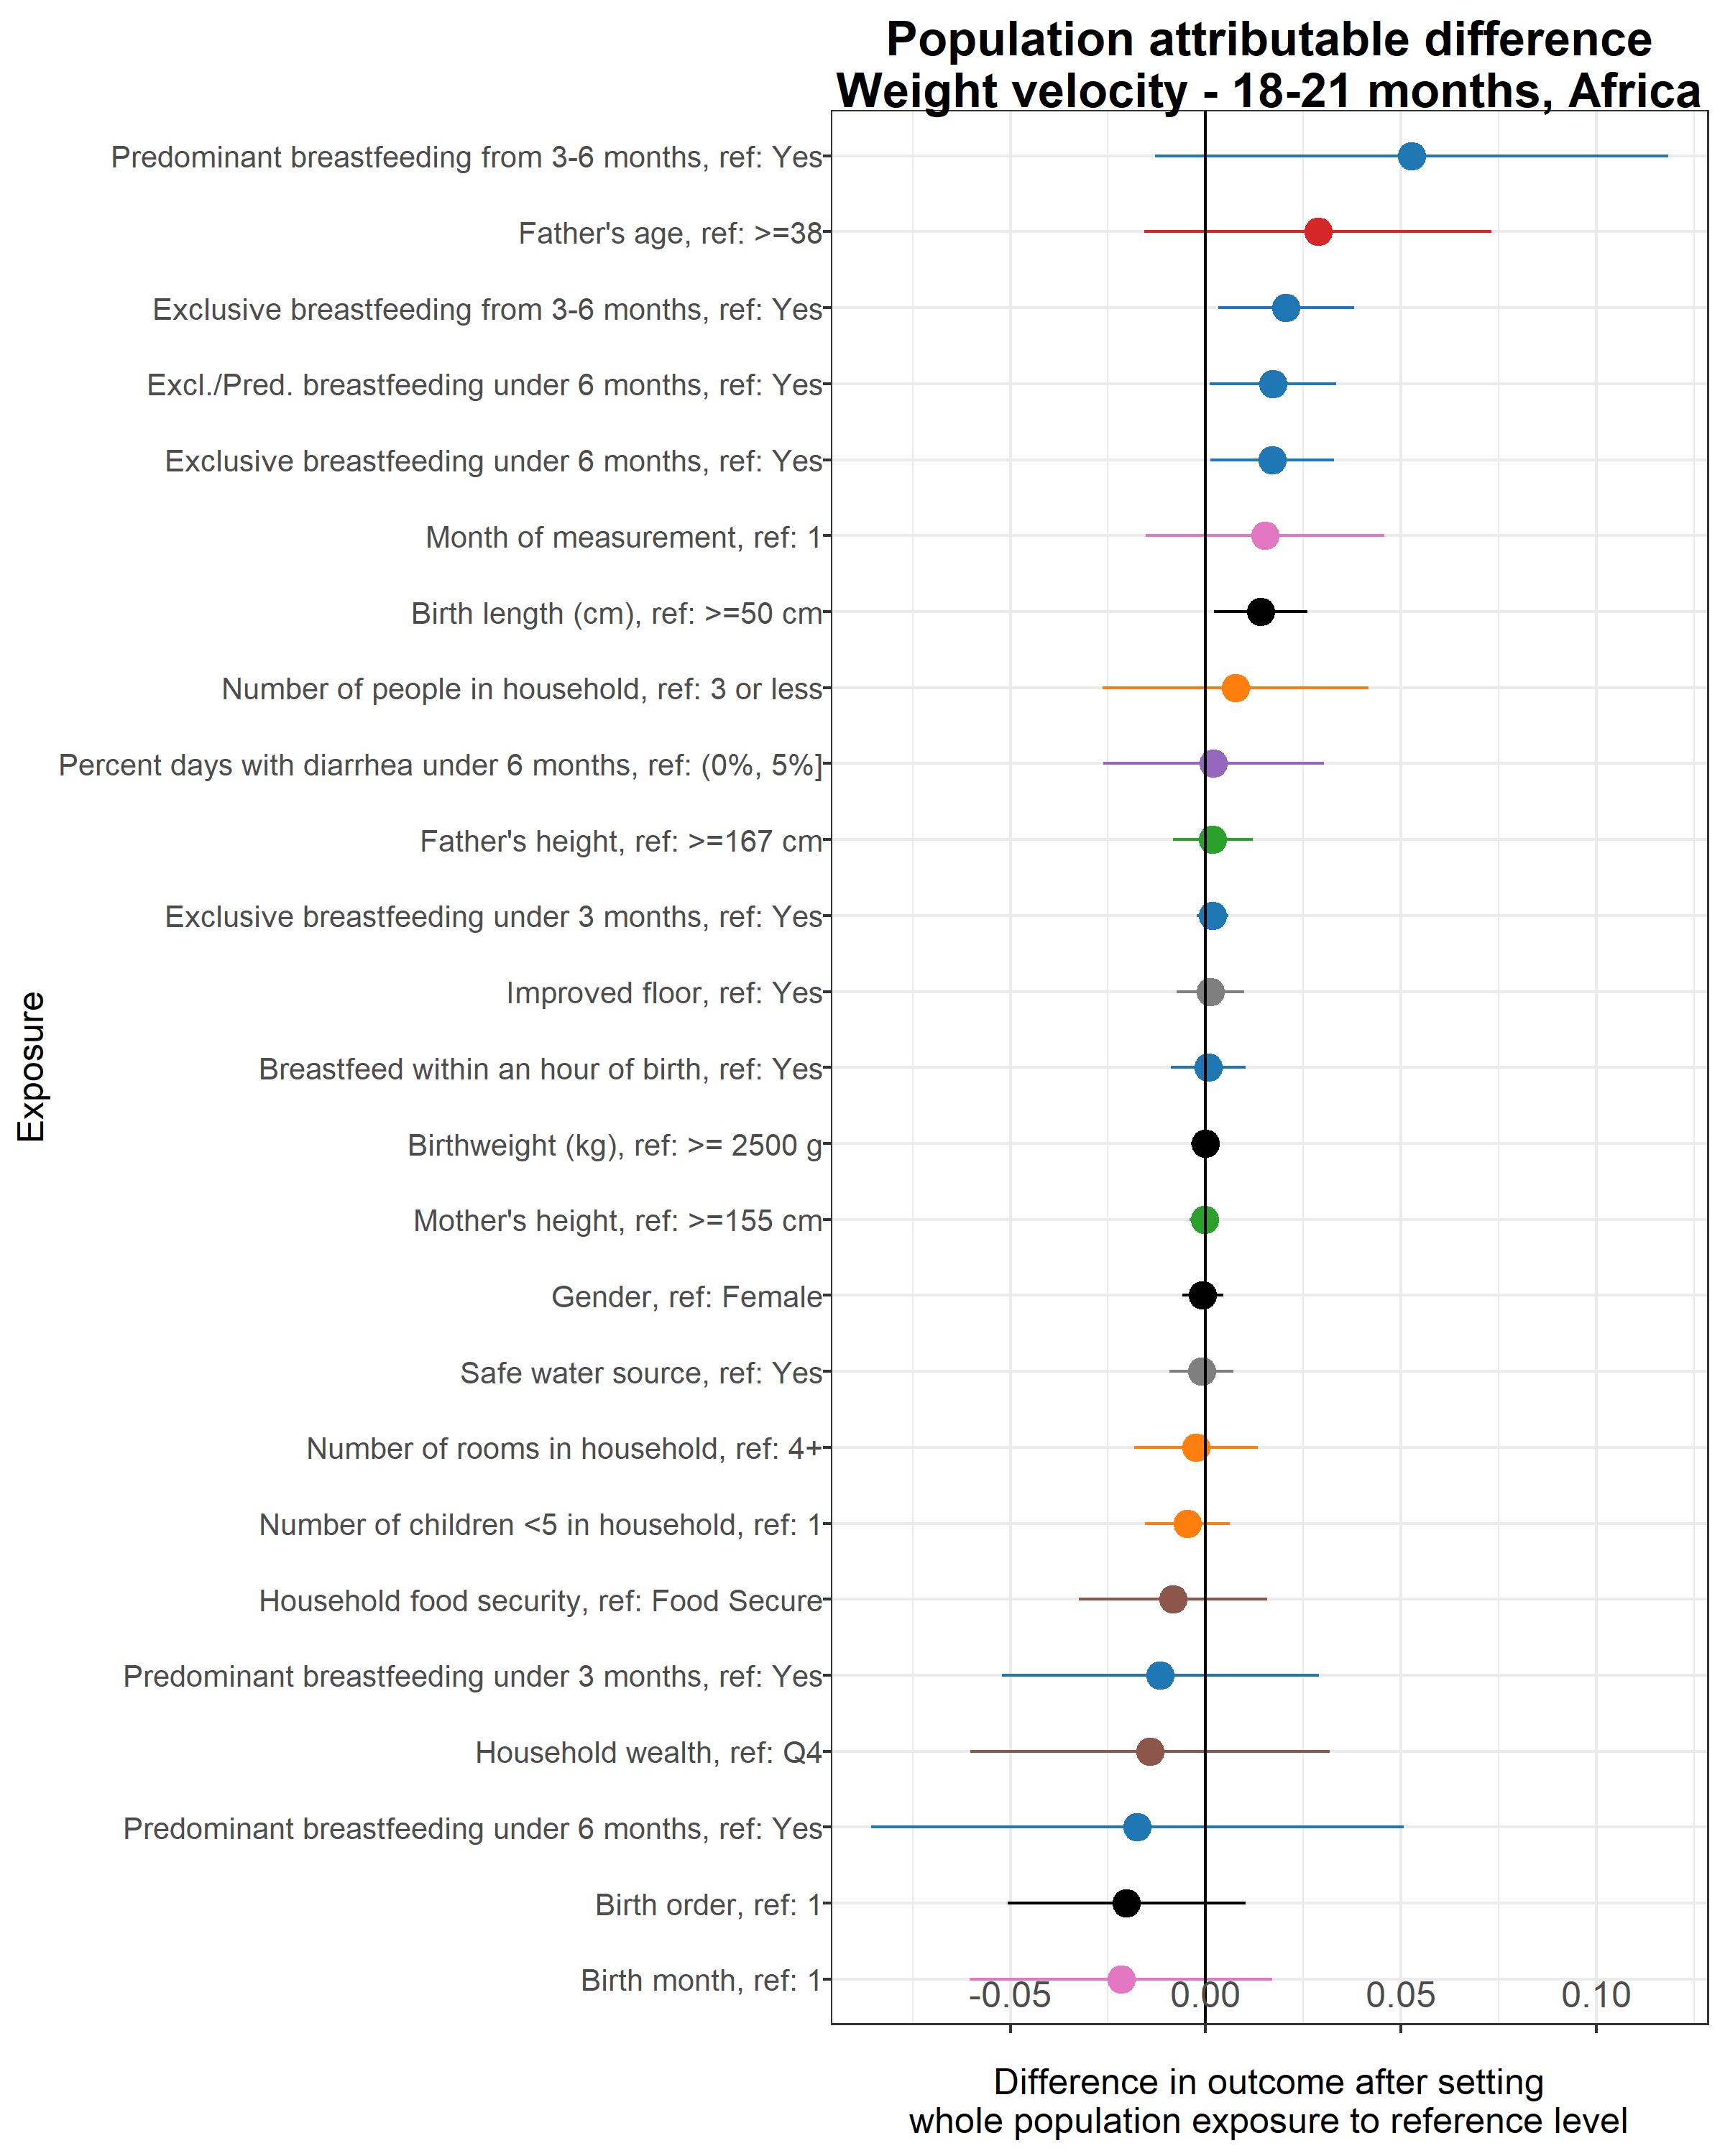 Population attributable difference
Weight velocity - 18-21 months, Africa
Predominant breastfeeding from 3-6 months, ref: Yes
Father's age, ref: >=38
Exclusive breastfeeding from 3-6 months, ref: Yes
Excl./Pred. breastfeeding under 6 months, ref: Yes
Exclusive breastfeeding under 6 months, ref: Yes
Month of measurement, ref: 1
Birth length (cm), ref: >=50 cm
Number of people in household, ref: 3 or less
Percent days with diarrhea under 6 months, ref: (0%, 5%]
Father's height, ref: >=167 cm
Exclusive breastfeeding under 3 months, ref: Yes
Improved floor, ref: Yes
Breastfeed within an hour of birth, ref: Yes
Birthweight (kg), ref: >= 2500 g
Mother's height, ref: >=155 cm
Gender, ref: Female
Safe water source, ref: Yes
Number of rooms in household, ref: 4+
Number of children <5 in household, ref: 1
Household food security, ref: Food Secure
Predominant breastfeeding under 3 months, ref: Yes
Household wealth, ref: Q4
Predominant breastfeeding under 6 months, ref: Yes
Birth order, ref: 1
Birth month, ref: 1
Exposure
-0.05 0.00 0.05 0.10
Difference in outcome after setting
whole population exposure to reference level